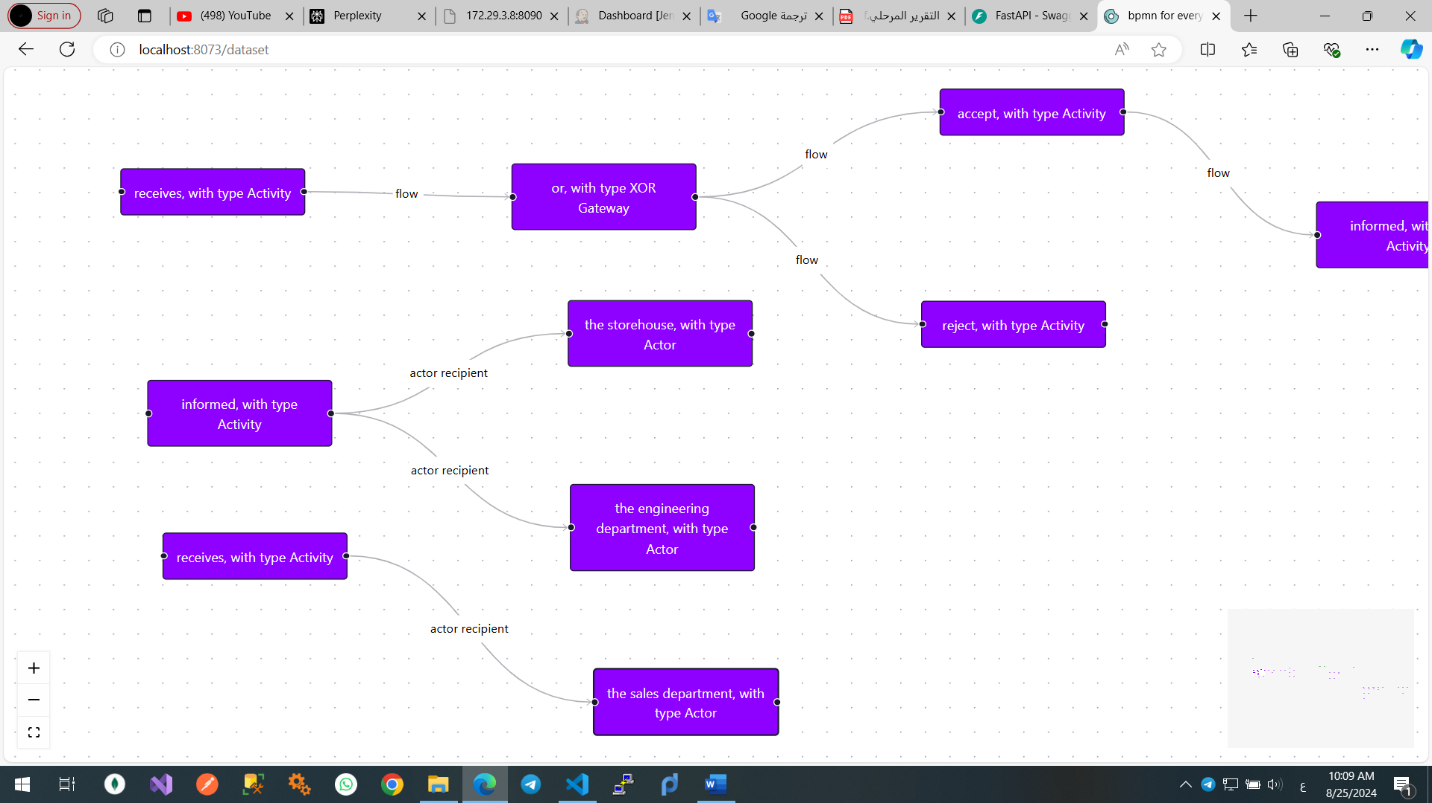 Sign in
(498) YouTube
Perplexity
172.29.3.8:8090
Dashboard [Jen
ترجمة Google
التقرير المرحلي
FastAPI - Swag
bpmn for every
localhost:8073/dataset
accept, with type Activity
flow
flow
receives, with type Activity
flow
or, with type XOR
Gateway
informed, wit
Activity
flow
the storehouse, with type
Actor
reject, with type Activity
actor recipient
informed, with type
Activity
actor recipient
the engineering
department, with type
Actor
receives, with type Activity
actor recipient
the sales department, with
type Actor
10:09 AM
8/25/2024
ع
1